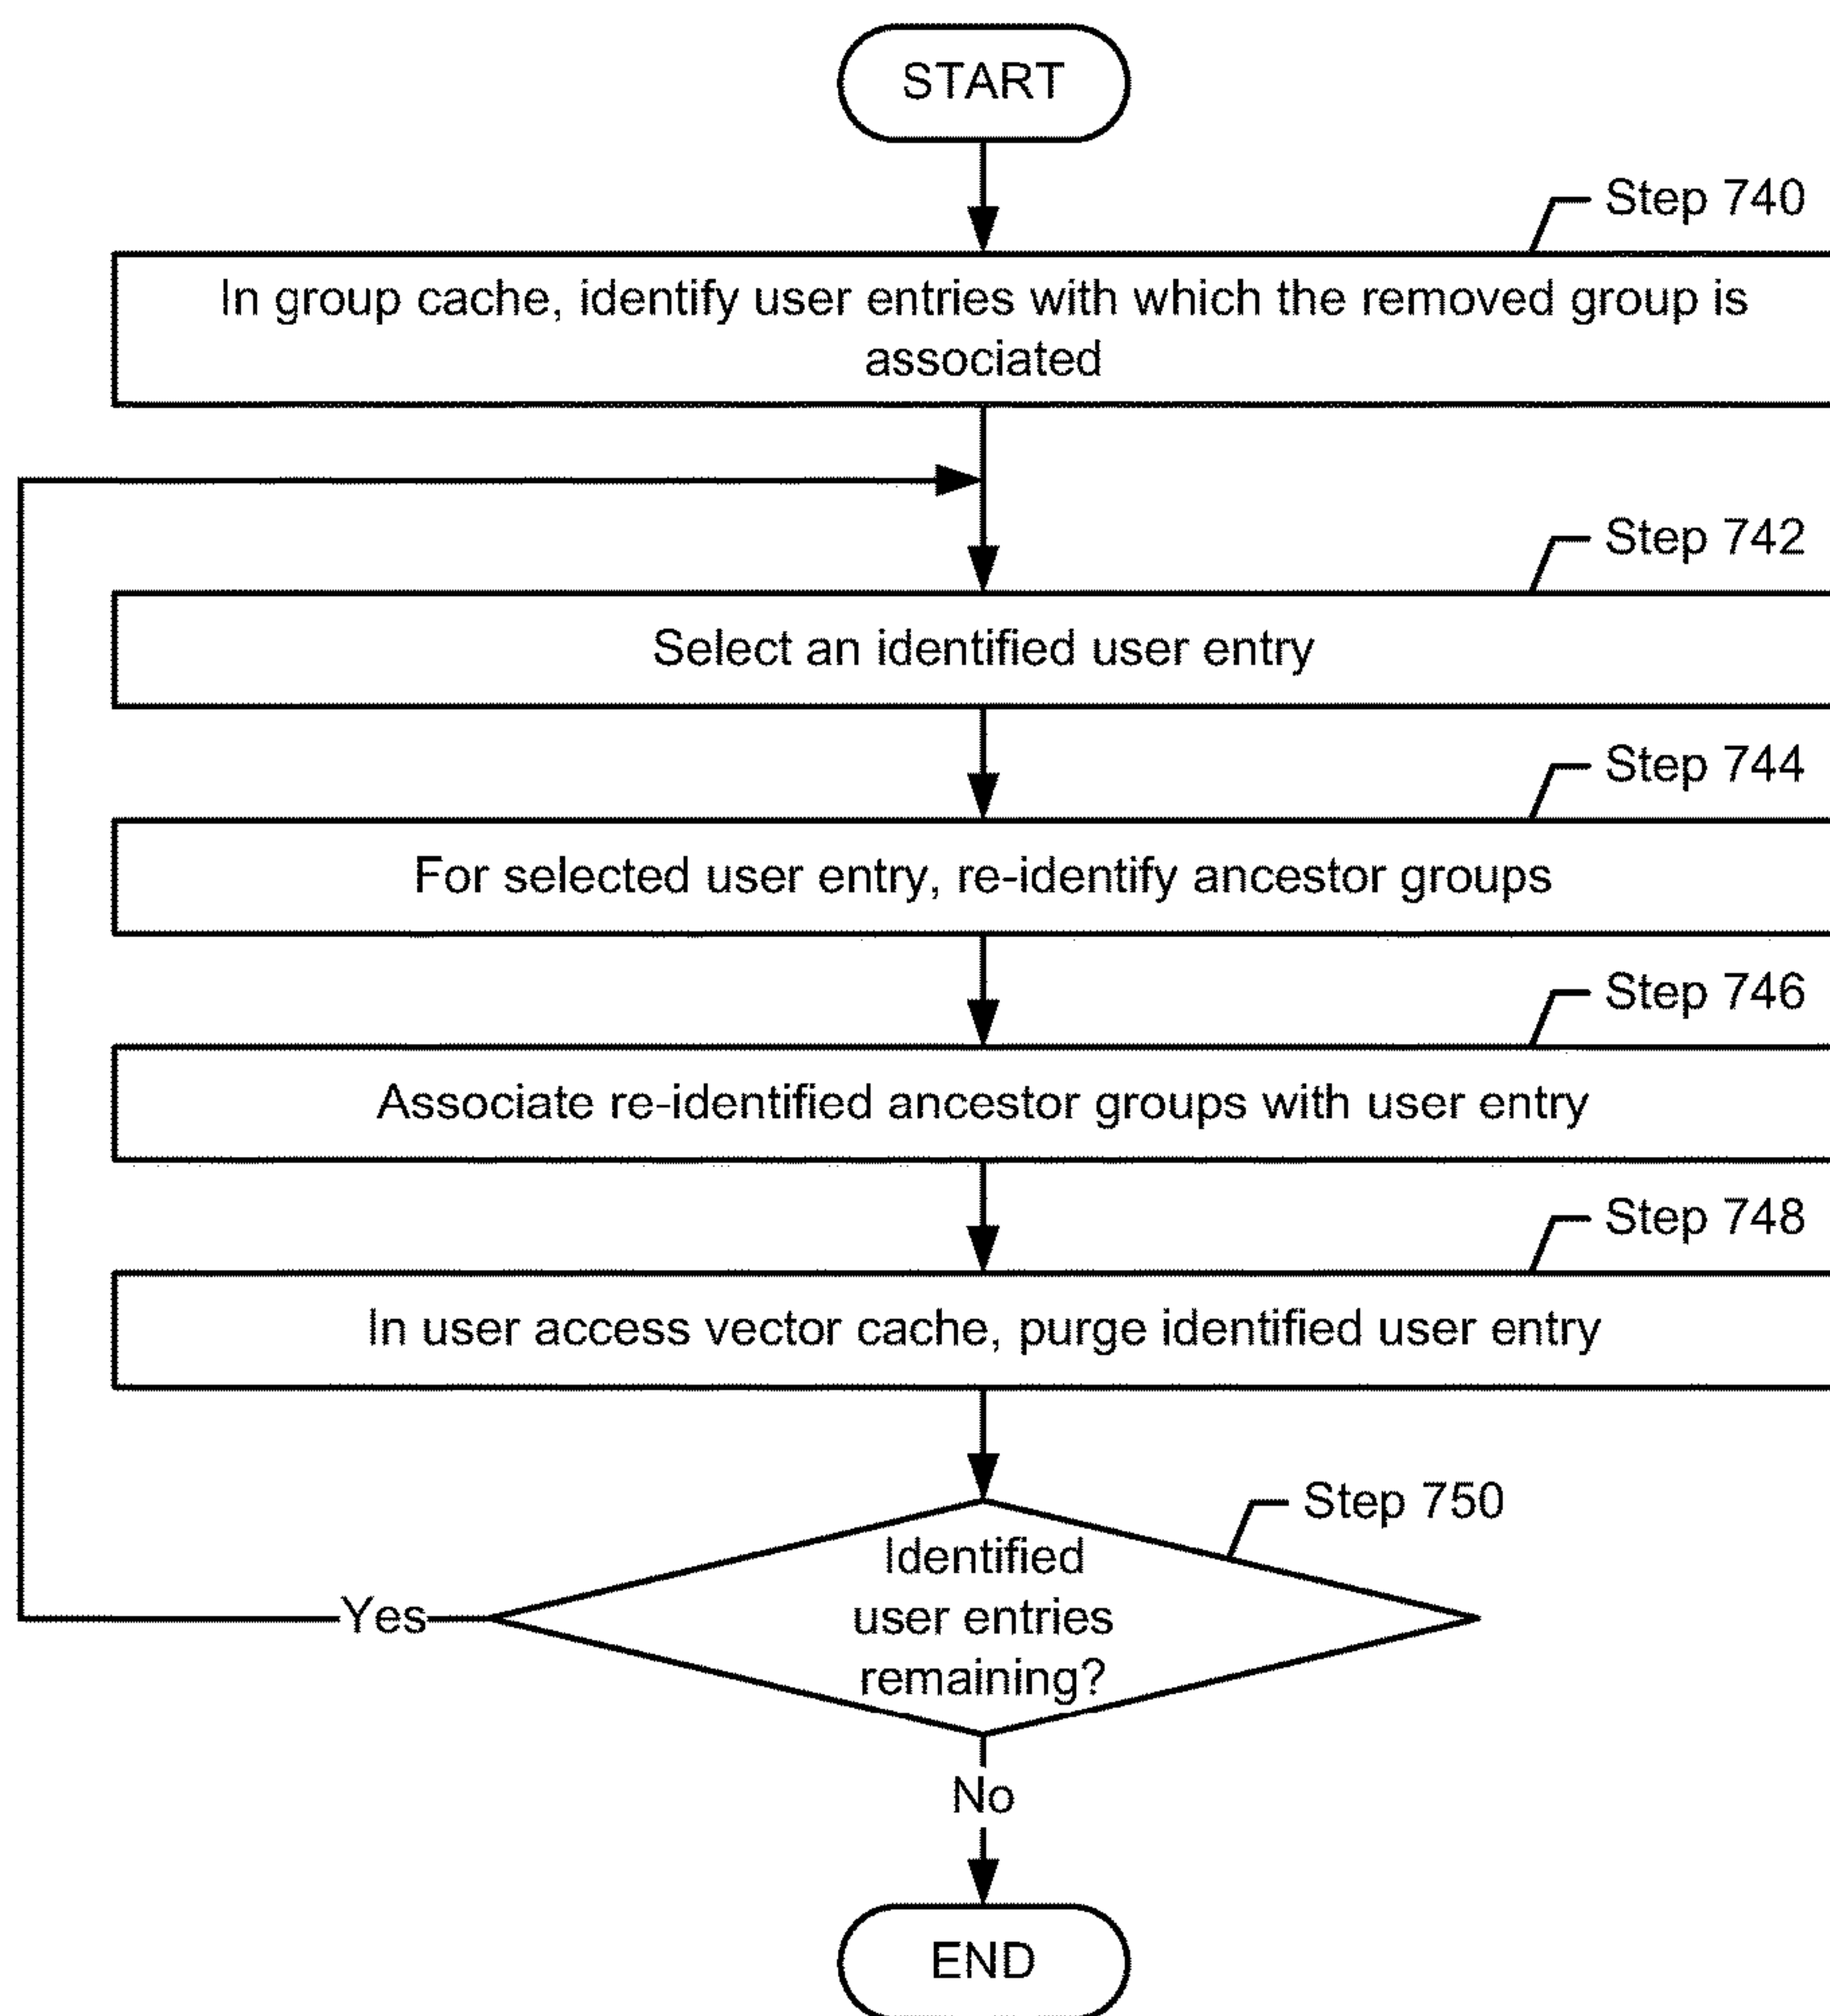 START
Step 740
In group cache, identify user entries with which the removed group is
associated
Step 742
Select an identified user entry
Step 744
For selected user entry, re-identify ancestor groups
Step 746
Associate re-identified ancestor groups with user entry
Step 748
In user access vector cache, purge identified user entry
Step 750
Identified
user entries
remaining?
Yes
No
END